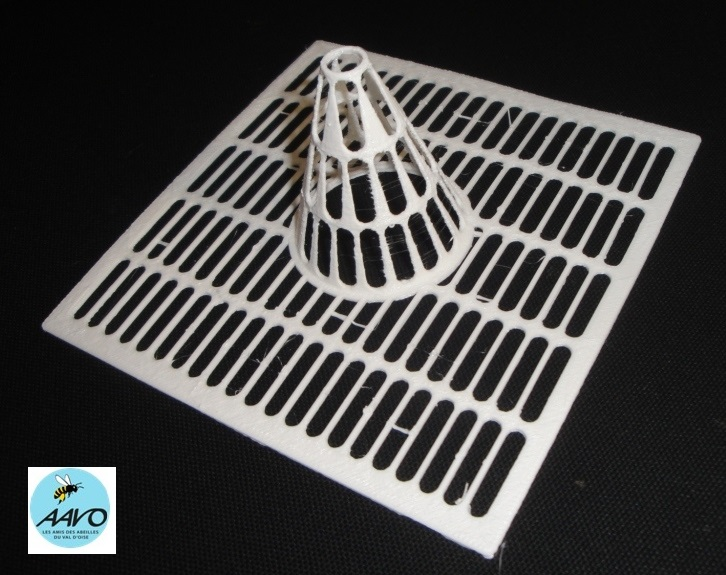 AAVO
LES AMIS DES ABEILLES
DU VAL D'OISE